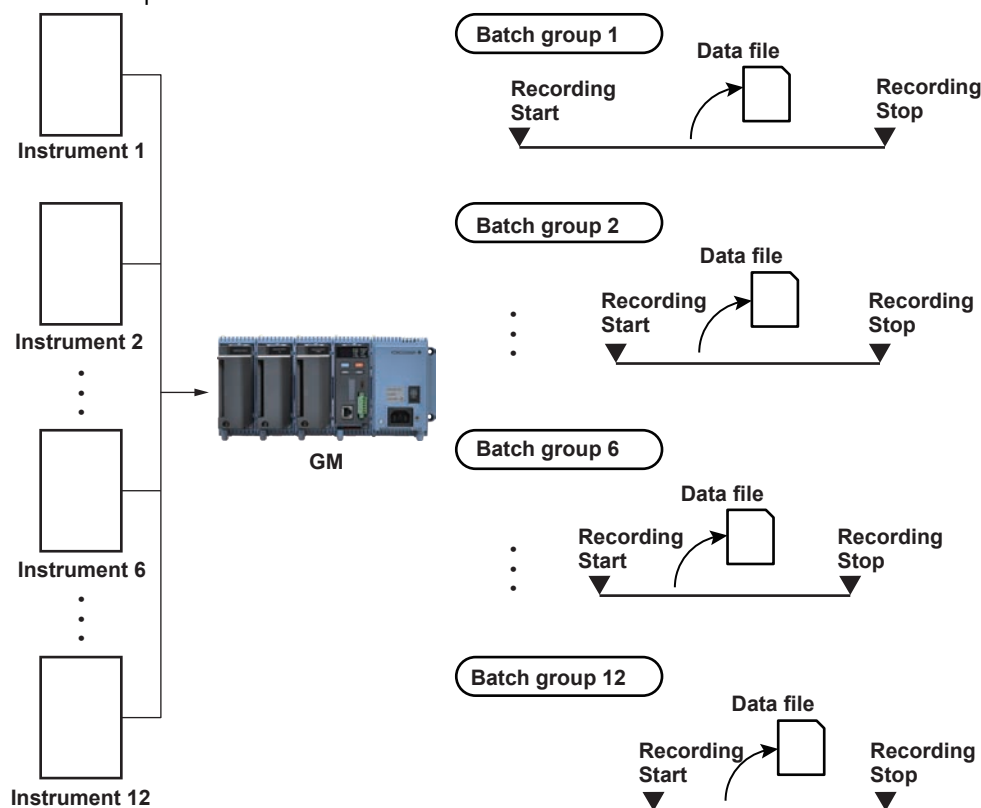 Instrument 1
Instrument 2
Instrument 6
Instrument 12
GM
Batch group 1
Data file
Recording
Start
Recording
Stop
Batch group 2
Data file
Recording
Start
Recording
Stop
Batch group 6
Data file
Recording
Start
Recording
Stop
Batch group 12
Data file
Recording
Start
Recording
Stop